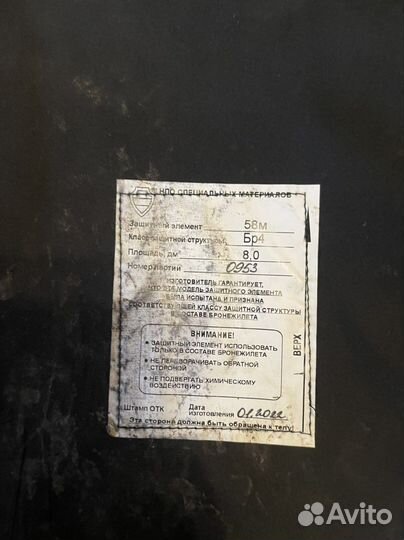 НПО СПЕЦИАЛЬНЫХ МАТЕРИАЛОВ
Защитный элемент 58м
Класс защитной структуры Бр4
Площадь, дм² 8,0
Номер партии 0953
ИЗГОТОВИТЕЛЬ ГАРАНТИРУЕТ,
ЧТО МОДЕЛЬ ЗАЩИТНОГО ЭЛЕМЕНТА
БЫЛА ИСПЫТАНА И ПРИЗНАНА
СООТВЕТСТВУЮЩЕЙ КЛАССУ ЗАЩИТНОЙ СТРУКТУРЫ
В СОСТАВЕ БРОНЕЖИЛЕТА
ВНИМАНИЕ!
• ЗАЩИТНЫЙ ЭЛЕМЕНТ ИСПОЛЬЗОВАТЬ
ТОЛЬКО В СОСТАВЕ БРОНЕЖИЛЕТА
• НЕ ПЕРЕВОРАЧИВАТЬ ОБРАТНОЙ
СТОРОНОЙ
• НЕ ПОДВЕРГАТЬ ХИМИЧЕСКОМУ
ВОЗДЕЙСТВИЮ
ВЕРХ
Штамп ОТК Дата
изготовления 01.2022
Эта сторона должна быть обращена к телу!
Avito